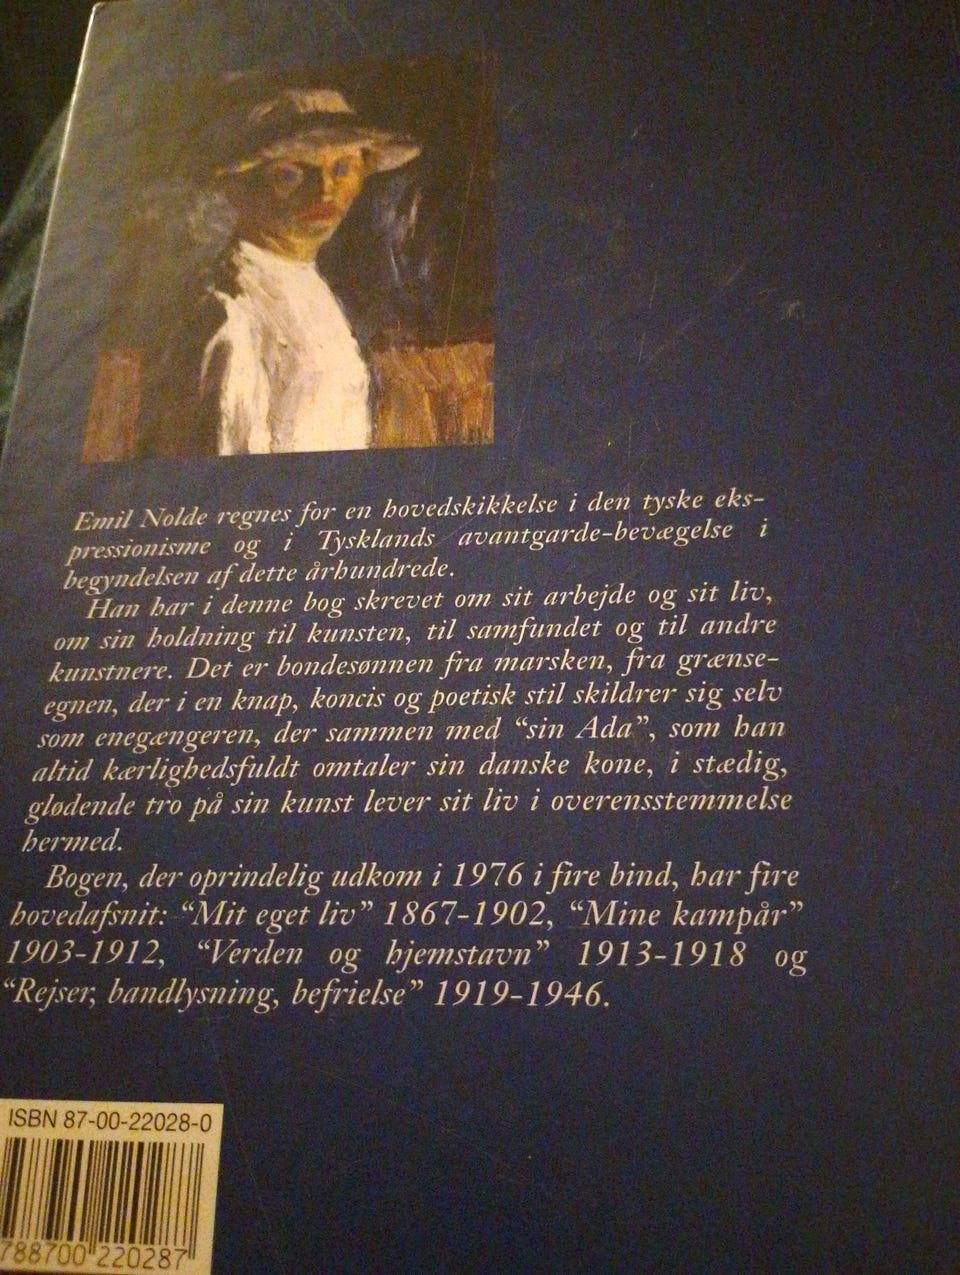 Emil Nolde regnes for en hovedskikkelse i den tyske eks-
pressionisme og i Tysklands avantgarde-bevægelse i
begyndelsen af dette århundrede.
Han har i denne bog skrevet om sit arbejde og sit liv,
om sin holdning til kunsten, til samfundet og til andre
kunstnere. Det er bondesønnen fra marsken, fra grænse-
egnen, der i en knap, koncis og poetisk stil skildrer sig selv
som enegængeren, der sammen med "sin Ada", som han
altid kærlighedsfuldt omtaler sin danske kone, i stædig,
glødende tro på sin kunst lever sit liv i overensstemmelse
hermed.
Bogen, der oprindelig udkom i 1976 i fire bind, har fire
hovedafsnit: "Mit eget liv" 1867-1902, "Mine kampår"
1903-1912, "Verden og hjemstavn" 1913-1918 og
"Rejser, bandlysning, befrielse" 1919-1946.
ISBN 87-00-22028-0
788700 220287